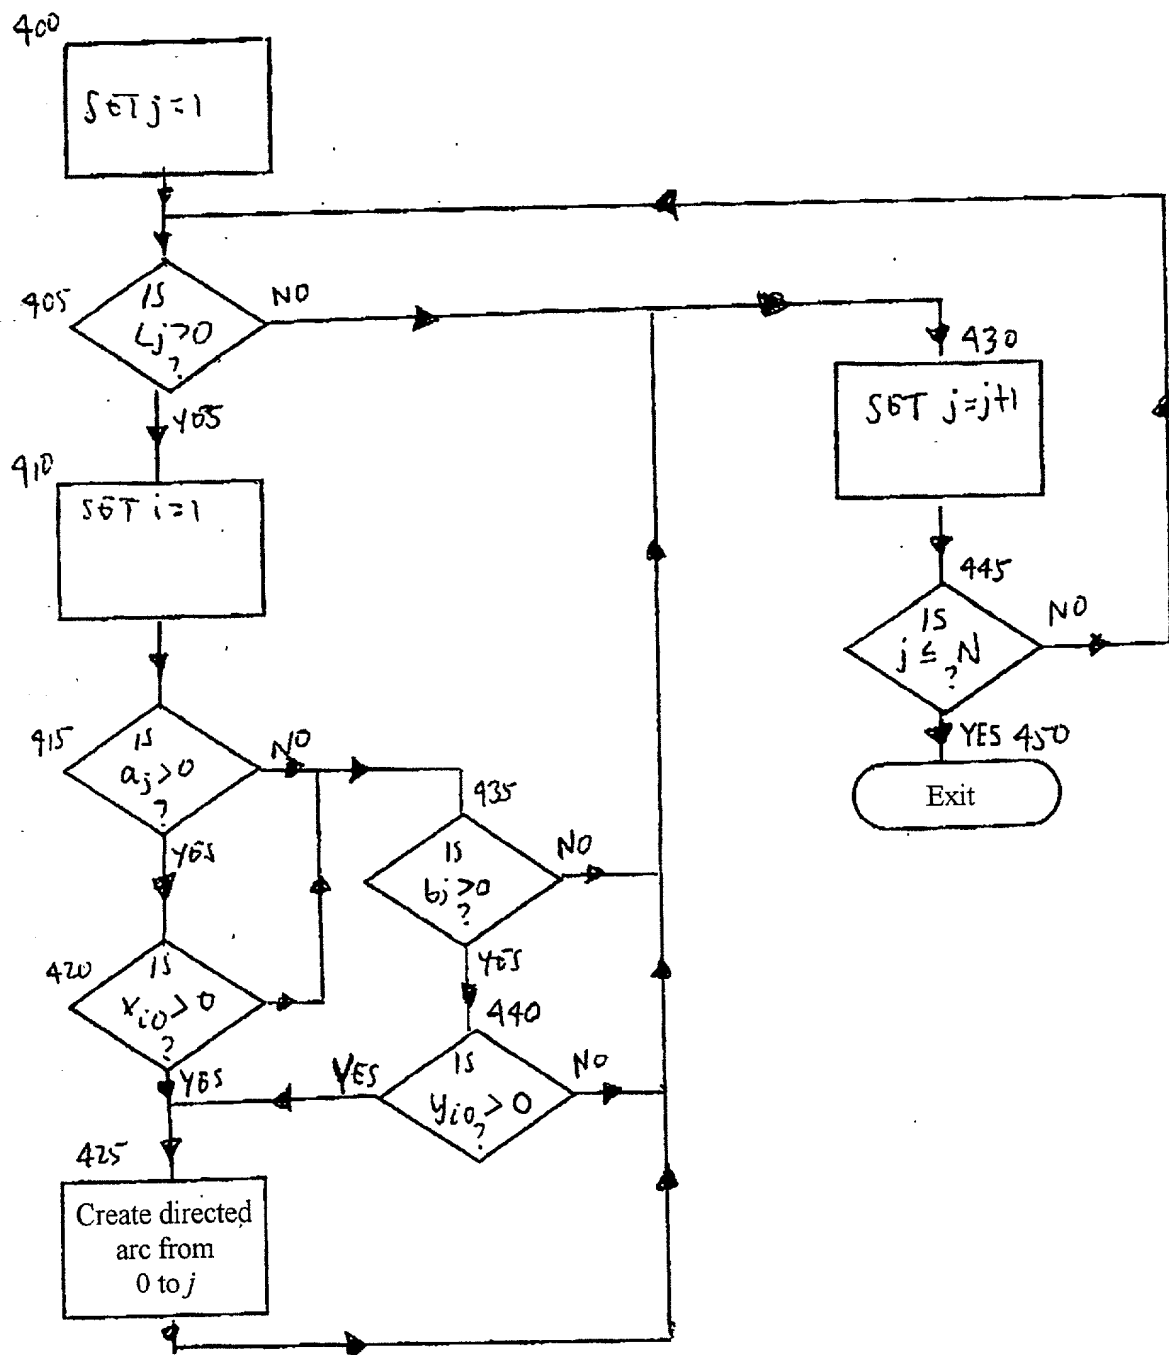 400
SET j=1
405
IS
Lj>0
?
NO
YES
430
SET j=j+1
410
SET i=1
445
IS
j ≤ N
?
NO
YES 450
Exit
415
IS
aj>0
?
NO
YES
435
IS
bj>0
?
NO
YES
420
IS
xi0>0
?
YES
440
IS
yi0>0
?
YES
NO
425
Create directed
arc from
0 to j